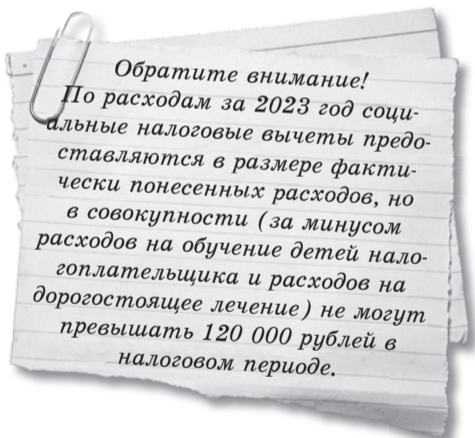 Обратите внимание!
По расходам за 2023 год соци-
альные налоговые вычеты предо-
ставляются в размере факти-
чески понесенных расходов, но
в совокупности (за минусом
расходов на обучение детей нало-
гоплательщика и расходов на
дорогостоящее лечение) не могут
превышать 120 000 рублей в
налоговом периоде.